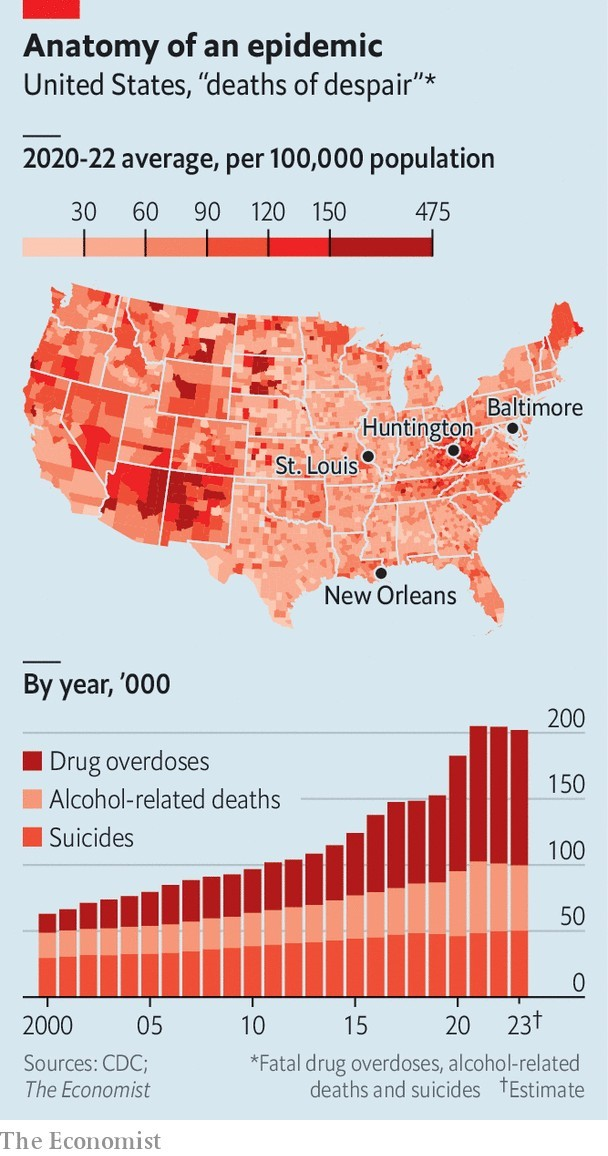 Anatomy of an epidemic
United States, “deaths of despair”*
2020-22 average, per 100,000 population
30 60 90 120 150 475
Baltimore
Huntington
St. Louis
New Orleans
By year, ’000
200
Drug overdoses
150
Alcohol-related deaths
Suicides
100
50
0
2000 05 10 15 20 23†
Sources: CDC; *Fatal drug overdoses, alcohol-related
The Economist deaths and suicides †Estimate
The Economist